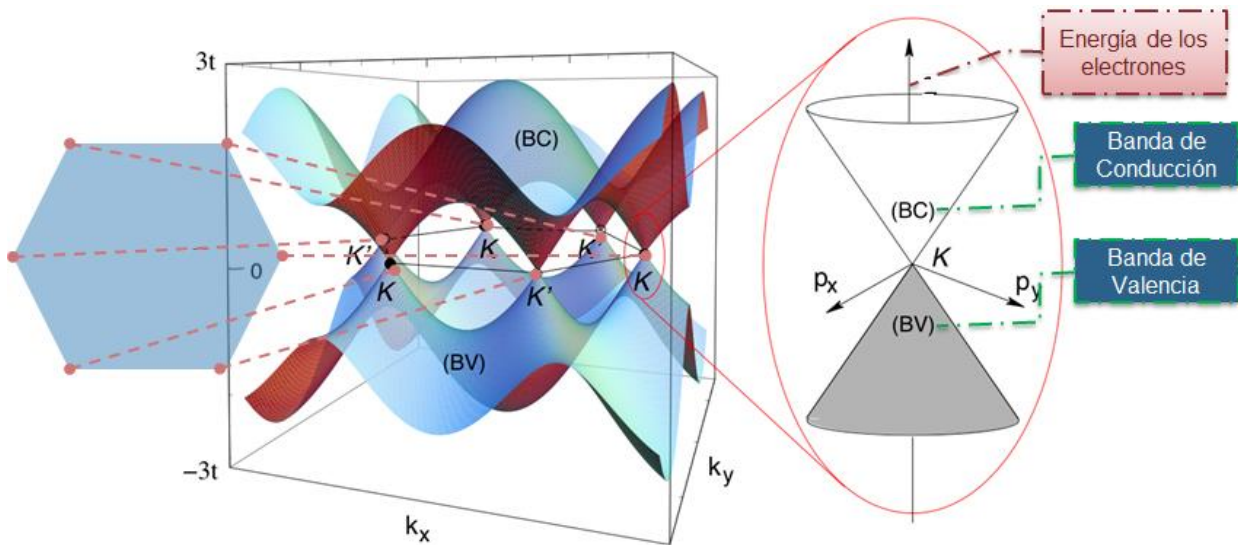 3t
0
−3t
k_x
k_y
(BC)
(BV)
K'
K
K
K'
K'
K
Energía de los
electrones
Banda de
Conducción
Banda de
Valencia
(BC)
K
p_x
p_y
(BV)